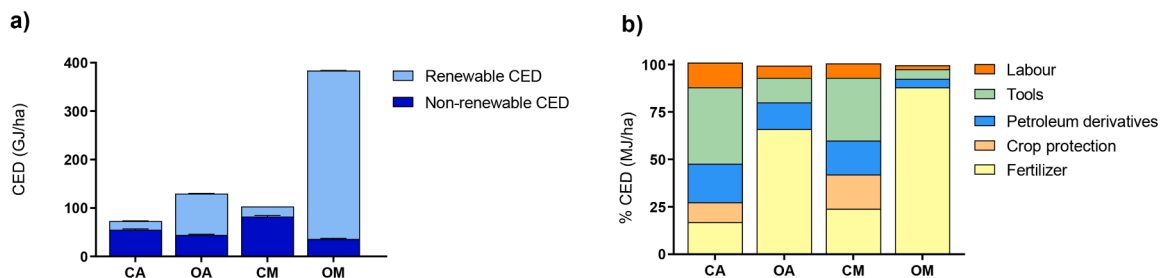 a)
CED (GJ/ha)
400
300
200
100
0
CA OA CM OM
Renewable CED
Non-renewable CED
b)
% CED (MJ/ha)
100
75
50
25
0
CA OA CM OM
Labour
Tools
Petroleum derivatives
Crop protection
Fertilizer